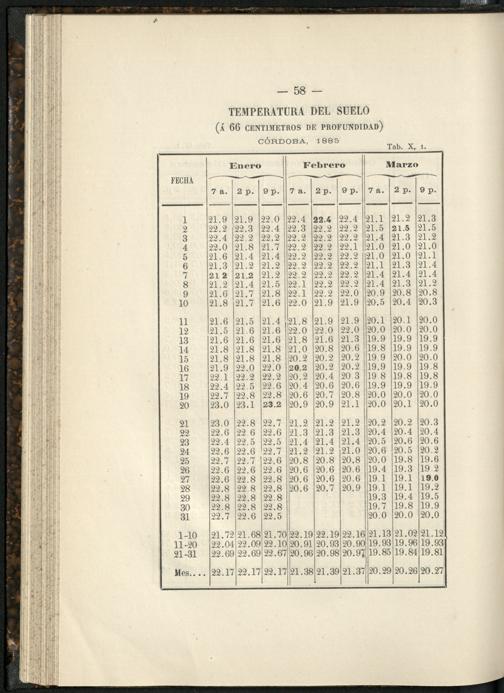 — 58 —
TEMPERATURA DEL SUELO
(Á 66 CENTIMETROS DE PROFUNDIDAD)
CÓRDOBA, 1885
Tab. X, 1.
FECHA Enero Febrero Marzo
7 a. 2 p. 9 p. 7 a. 2 p. 9 p. 7 a. 2 p. 9 p.
1 21.9 21.9 22.0 22.4 22.4 22.4 21.1 21.2 21.3
2 22.2 22.3 22.4 22.3 22.2 22.2 21.5 21.5 21.5
3 22.4 22.2 22.2 22.2 22.2 22.2 21.4 21.3 21.2
4 22.0 21.8 21.7 22.2 22.2 22.1 21.0 21.0 21.0
5 21.6 21.4 21.4 22.2 22.2 22.2 21.0 21.0 21.1
6 21.3 21.2 21.2 22.2 22.2 22.2 21.1 21.3 21.4
7 21 2 21.2 21.2 22.2 22.2 22.2 21.4 21.4 21.4
8 21.2 21.4 21.5 22.1 22.2 22.2 21.4 21.3 21.2
9 21.6 21.7 21.8 22.1 22.2 22.0 20.9 20.8 20.8
10 21.8 21.7 21.6 22.0 21.9 21.9 20.5 20.4 20.3
11 21.6 21.5 21.4 21.8 21.9 21.9 20.1 20.1 20.0
12 21.5 21.6 21.6 22.0 22.0 22.0 20.0 20.0 20.0
13 21.6 21.6 21.6 21.8 21.6 21.3 19.9 19.9 19.9
14 21.8 21.8 21.8 21.0 20.8 20.6 19.8 19.9 19.9
15 21.8 21.8 21.8 20.2 20.2 20.2 19.9 20.0 20.0
16 21.9 22.0 22.0 20.2 20.2 20.2 19.9 19.9 19.8
17 22.1 22.2 22.2 20.2 20.4 20 3 19.8 19.8 19.8
18 22.4 22.5 22.6 20.4 20.6 20.6 19.9 19.9 19.9
19 22.7 22.8 22.8 20.6 20.7 20.8 20.0 20.0 20.0
20 23.0 23.1 23.2 20.9 20.9 21.1 20.0 20.1 20.0
21 23.0 22.8 22.7 21.2 21.2 21.2 20.2 20.2 20.3
22 22.6 22.6 22.6 21.3 21.3 21.3 20.4 20.4 20.4
23 22.4 22.5 22.5 21.4 21.4 21.4 20.5 20.6 20.6
24 22.6 22.6 22.7 21.2 21.2 21.0 20.6 20.5 20.2
25 22.7 22.7 22.6 20.8 20.8 20.8 20.0 19.8 19.6
26 22.6 22.6 22.6 20.6 20.6 20.6 19.4 19.3 19 2
27 22.6 22.8 22.8 20.6 20.6 20.6 19.1 19.1 19.0
28 22.8 22.8 22.8 20.6 20.7 20.9 19.1 19.1 19.2
29 22.8 22.8 22.8 19.3 19.4 19.5
30 22.8 22.8 22.8 19.7 19.8 19.9
31 22.7 22.6 22.5 20.0 20.0 20.0
1-10 21.72 21.68 21.70 22.19 22.19 22.16 21.13 21.02 21.12
11-20 22.04 22.09 22.10 20.91 20.93 20.90 19.93 19.96 19.93
21-31 22.69 22.69 22.67 20.96 20.98 20.97 19.85 19.84 19.81
Mes.... 22.17 22.17 22.17 21.38 21.39 21.37 20.29 20.26 20.27